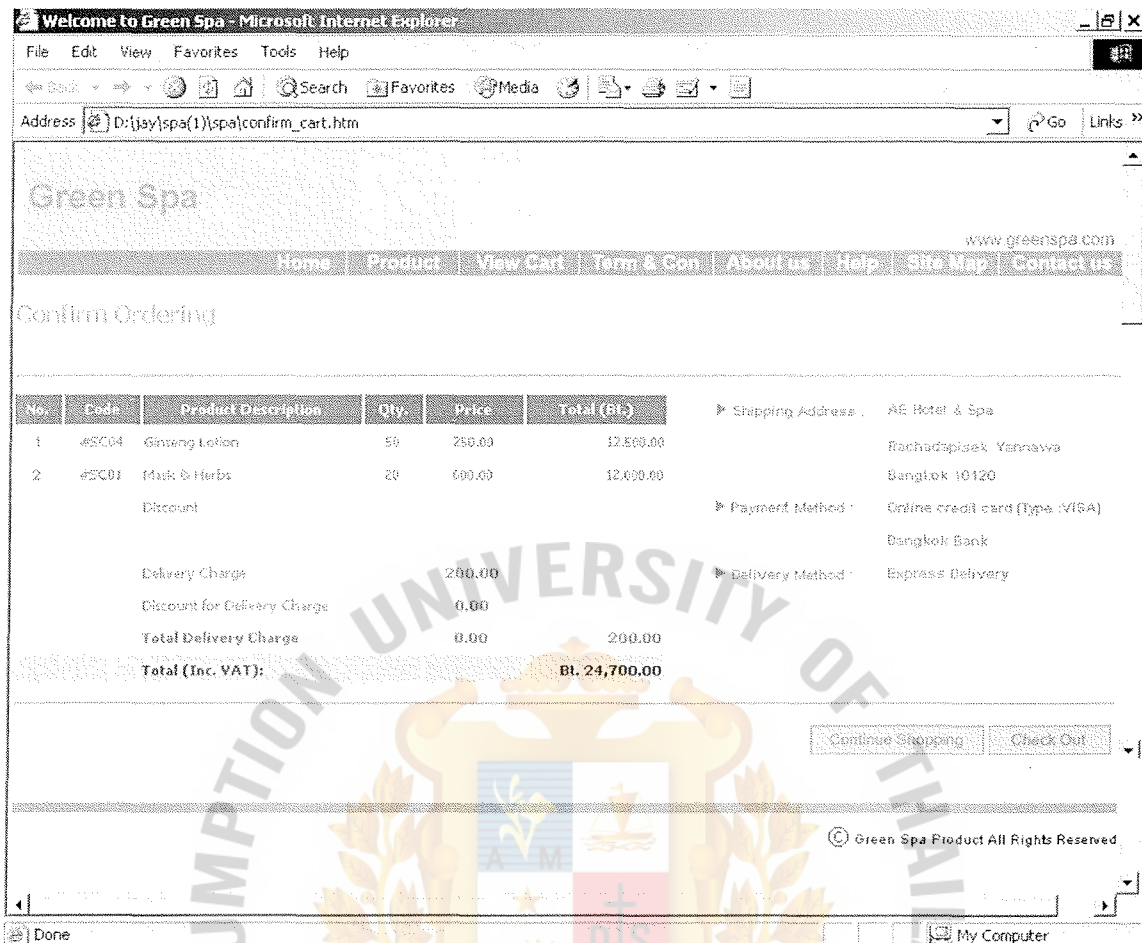 Welcome to Green Spa - Microsoft Internet Explorer
File Edit View Favorites Tools Help
Back Search Favorites Media
Address D:\jay\spa(1)\spa\confirm_cart.htm Go Links »
Green Spa
www.greenspa.com
Home | Product | View Cart | Term & Con | About us | Help | Site Map | Contact us
Confirm Ordering
No. Code Product Description Qty. Price Total (Bt.)
1 #SC04 Ginseng Lotion 50 250.00 12,500.00
2 #SC01 Mask & Herbs 20 600.00 12,000.00
Discount
Delivery Charge 200.00
Discount for Delivery Charge 0.00
Total Delivery Charge 0.00 200.00
Total (Inc. VAT): Bt. 24,700.00
Shipping Address : AE Hotel & Spa
Rachadapisek Yannawa
Bangkok 10120
Payment Method : Online credit card (Type :VISA)
Bangkok Bank
Delivery Method : Express Delivery
Continue Shopping Check Out
© Green Spa Product All Rights Reserved
Done My Computer
UMPTION UNIVERSITY OF THAI
A M
DIS